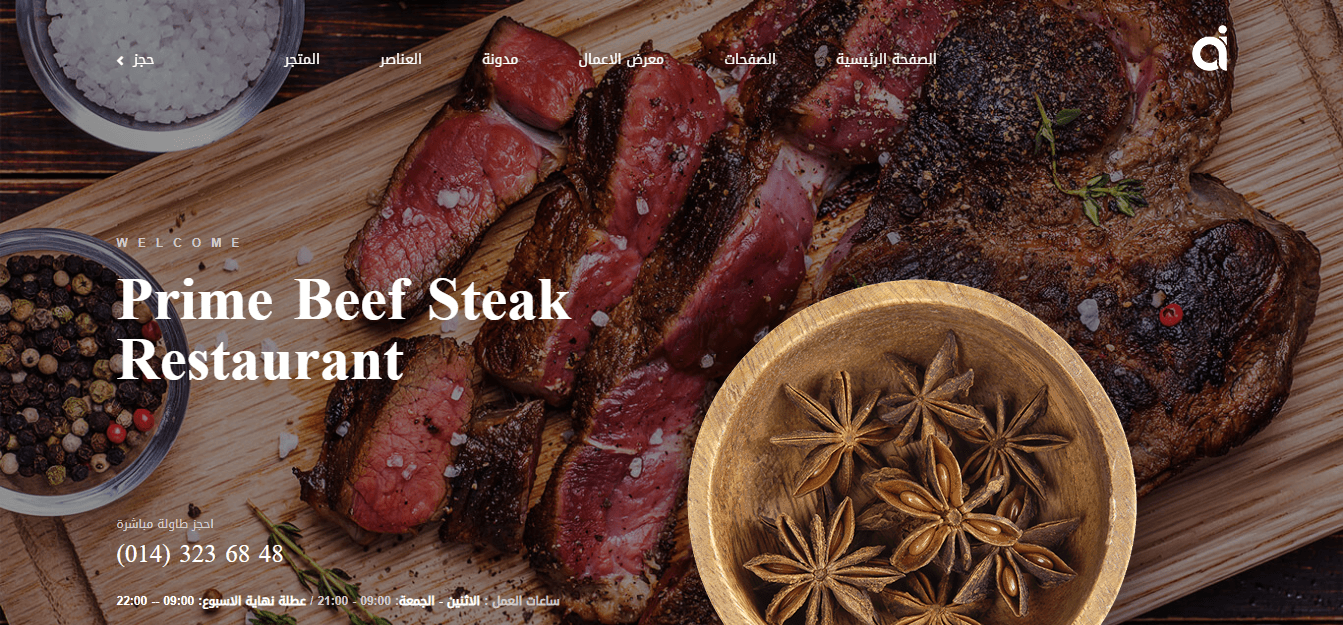 الصفحة الرئيسية
الصفحات
معرض الاعمال
مدونة
العناصر
المتجر
حجز
WELCOME
Prime Beef Steak
Restaurant
احجز طاولة مباشرة
(014) 323 68 48
ساعات العمل : الاثنين - الجمعة: 09:00 - 21:00 / عطلة نهاية الاسبوع: 09:00 – 22:00